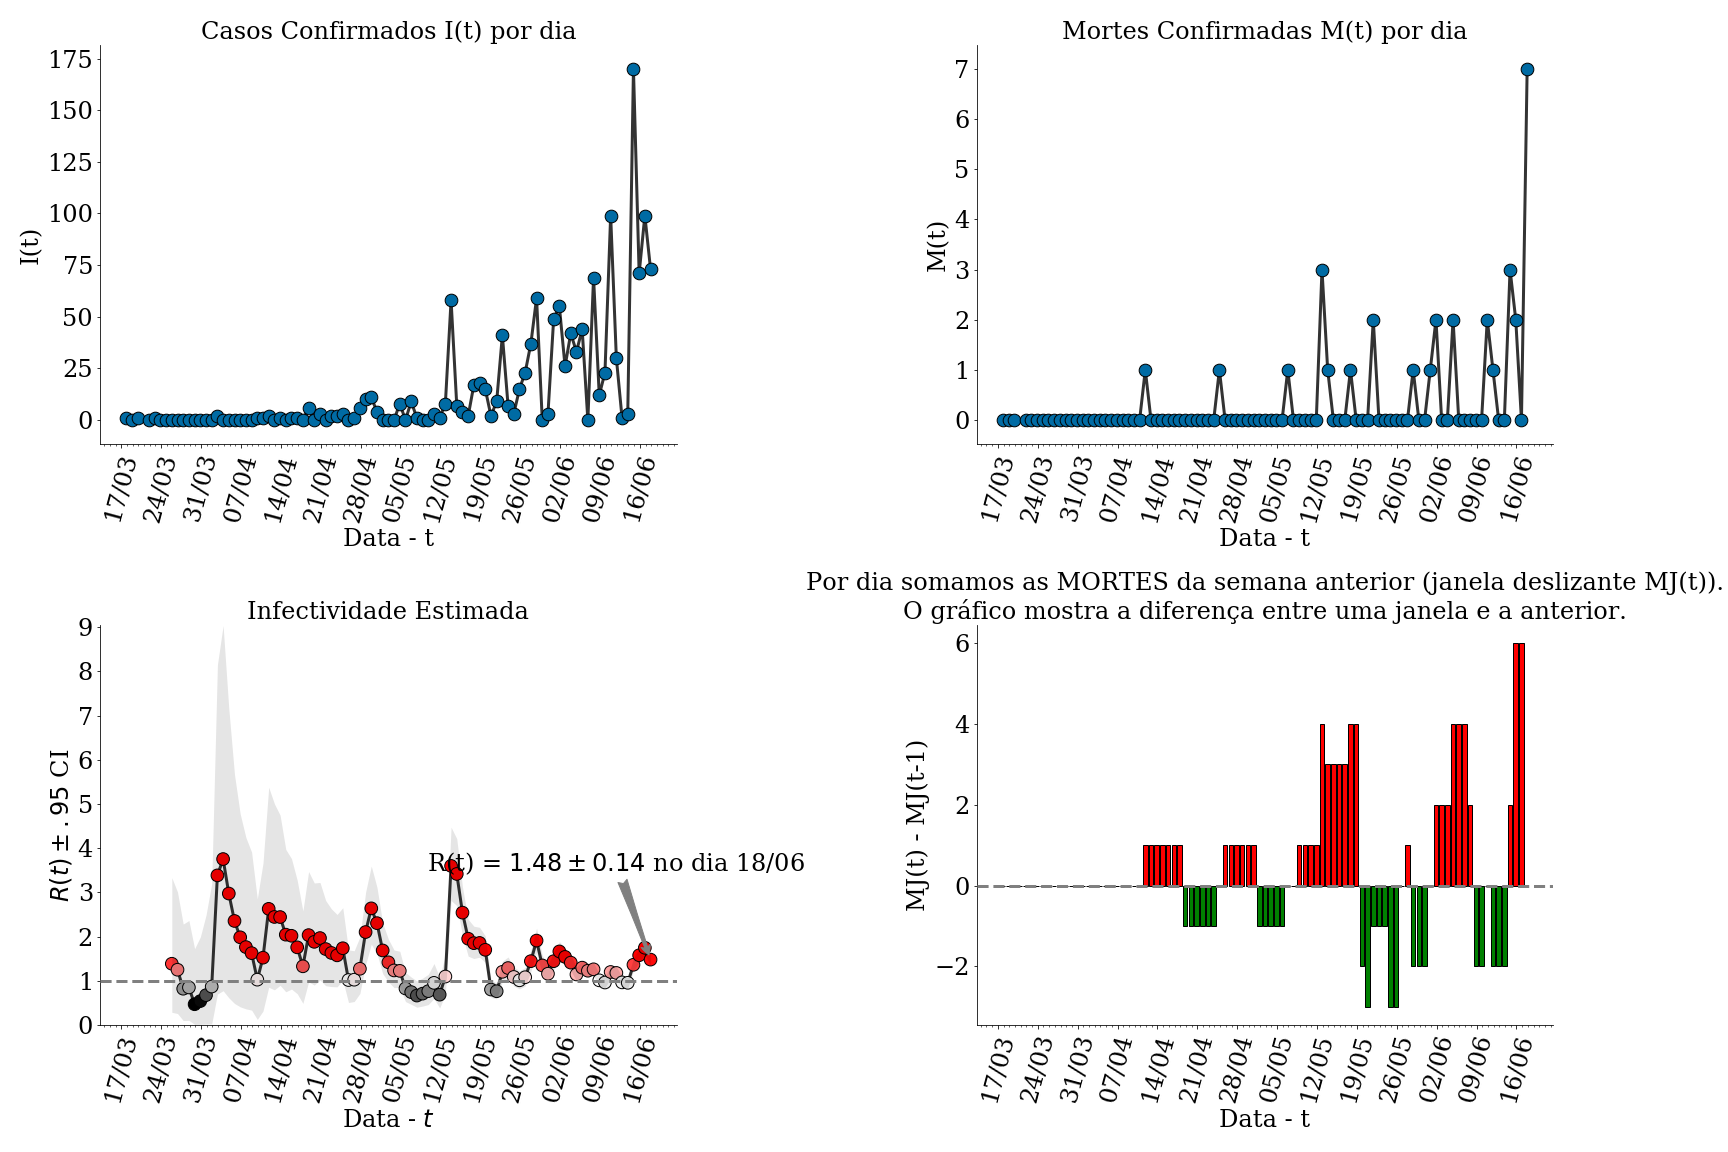 Casos Confirmados I(t) por dia
I(t)
175
150
125
100
75
50
25
0
17/03 24/03 31/03 07/04 14/04 21/04 28/04 05/05 12/05 19/05 26/05 02/06 09/06 16/06
Data - t
Mortes Confirmadas M(t) por dia
M(t)
7
6
5
4
3
2
1
0
17/03 24/03 31/03 07/04 14/04 21/04 28/04 05/05 12/05 19/05 26/05 02/06 09/06 16/06
Data - t
Infectividade Estimada
R(t) ± .95 CI
9
8
7
6
5
4
3
2
1
0
R(t) = 1.48 ± 0.14 no dia 18/06
17/03 24/03 31/03 07/04 14/04 21/04 28/04 05/05 12/05 19/05 26/05 02/06 09/06 16/06
Data - t
Por dia somamos as MORTES da semana anterior (janela deslizante MJ(t)).
O gráfico mostra a diferença entre uma janela e a anterior.
MJ(t) - MJ(t-1)
6
4
2
0
−2
17/03 24/03 31/03 07/04 14/04 21/04 28/04 05/05 12/05 19/05 26/05 02/06 09/06 16/06
Data - t